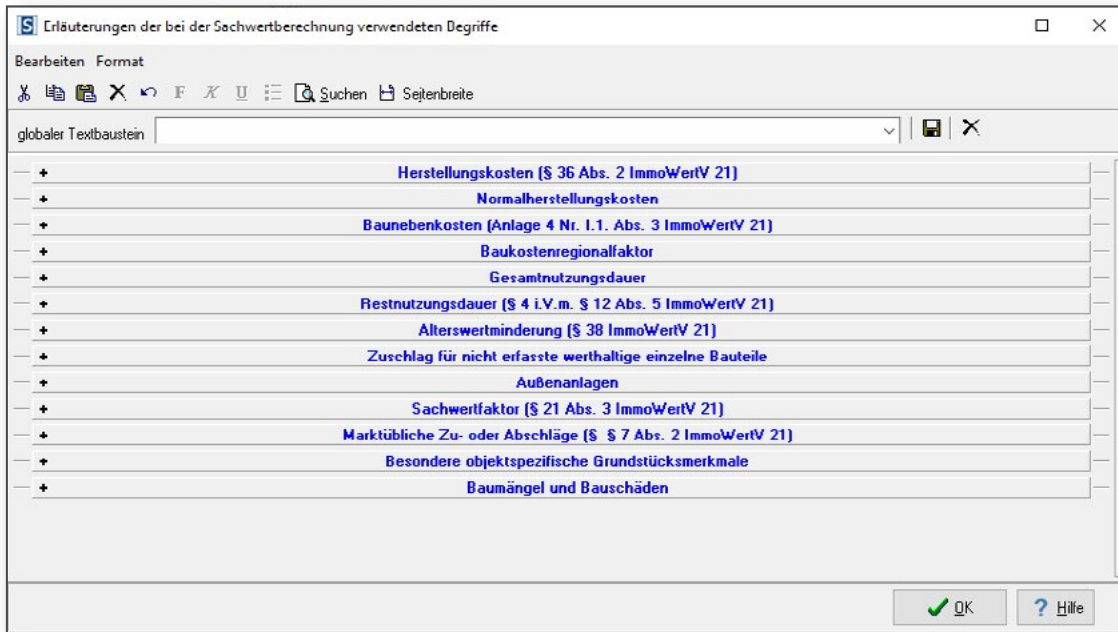 S Erläuterungen der bei der Sachwertberechnung verwendeten Begriffe
Bearbeiten Format
F K U Suchen Seitenbreite
globaler Textbaustein
+ Herstellungskosten (§ 36 Abs. 2 ImmoWertV 21)
+ Normalherstellungskosten
+ Baunebenkosten (Anlage 4 Nr. I.1. Abs. 3 ImmoWertV 21)
+ Baukostenregionalfaktor
+ Gesamtnutzungsdauer
+ Restnutzungsdauer (§ 4 i.V.m. § 12 Abs. 5 ImmoWertV 21)
+ Alterswertminderung (§ 38 ImmoWertV 21)
+ Zuschlag für nicht erfasste werthaltige einzelne Bauteile
+ Außenanlagen
+ Sachwertfaktor (§ 21 Abs. 3 ImmoWertV 21)
+ Marktübliche Zu- oder Abschläge (§ § 7 Abs. 2 ImmoWertV 21)
+ Besondere objektspezifische Grundstücksmerkmale
+ Baumängel und Bauschäden
OK ? Hilfe